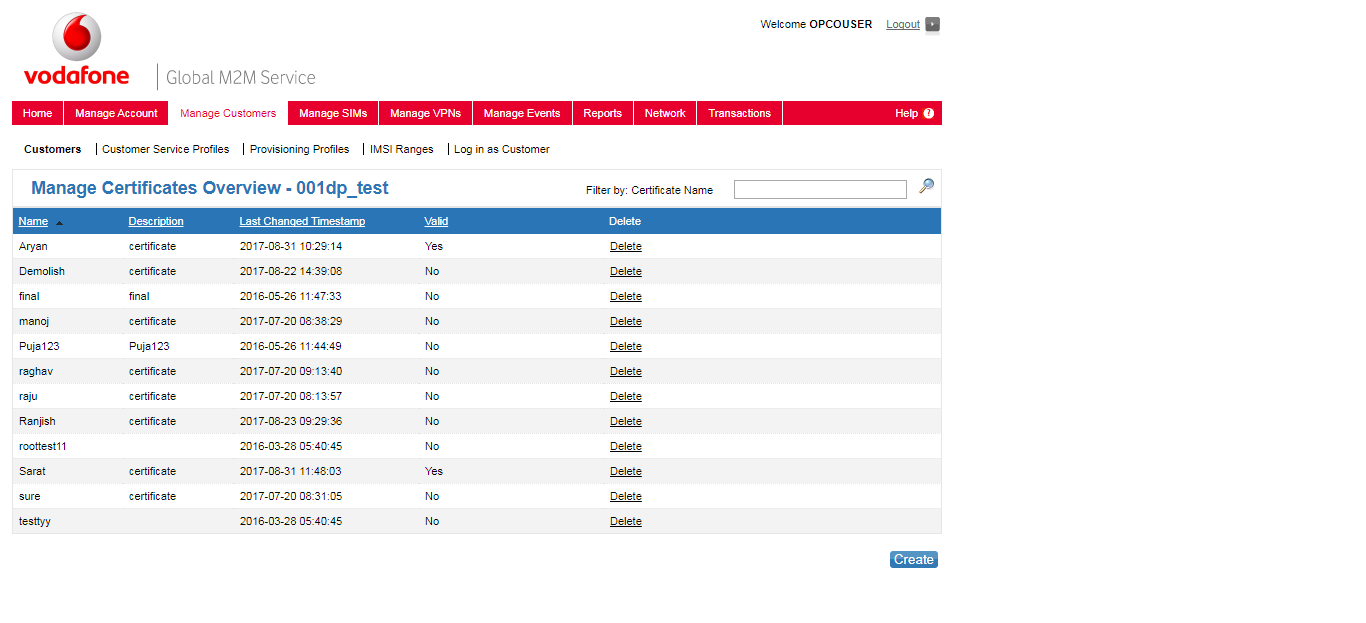 Welcome OPCOUSER Logout
vodafone Global M2M Service
Home Manage Account Manage Customers Manage SIMs Manage VPNs Manage Events Reports Network Transactions Help ?
Customers Customer Service Profiles Provisioning Profiles IMSI Ranges Log in as Customer
Manage Certificates Overview - 001dp_test Filter by: Certificate Name
Name Description Last Changed Timestamp Valid Delete
Aryan certificate 2017-08-31 10:29:14 Yes Delete
Demolish certificate 2017-08-22 14:39:08 No Delete
final final 2016-05-26 11:47:33 No Delete
manoj certificate 2017-07-20 08:38:29 No Delete
Puja123 Puja123 2016-05-26 11:44:49 No Delete
raghav certificate 2017-07-20 09:13:40 No Delete
raju certificate 2017-07-20 08:13:57 No Delete
Ranjish certificate 2017-08-23 09:29:36 No Delete
roottest11 2016-03-28 05:40:45 No Delete
Sarat certificate 2017-08-31 11:48:03 Yes Delete
sure certificate 2017-07-20 08:31:05 No Delete
testtyy 2016-03-28 05:40:45 No Delete
Create